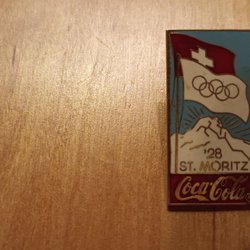 '28
ST. MORITZ
Coca-Cola